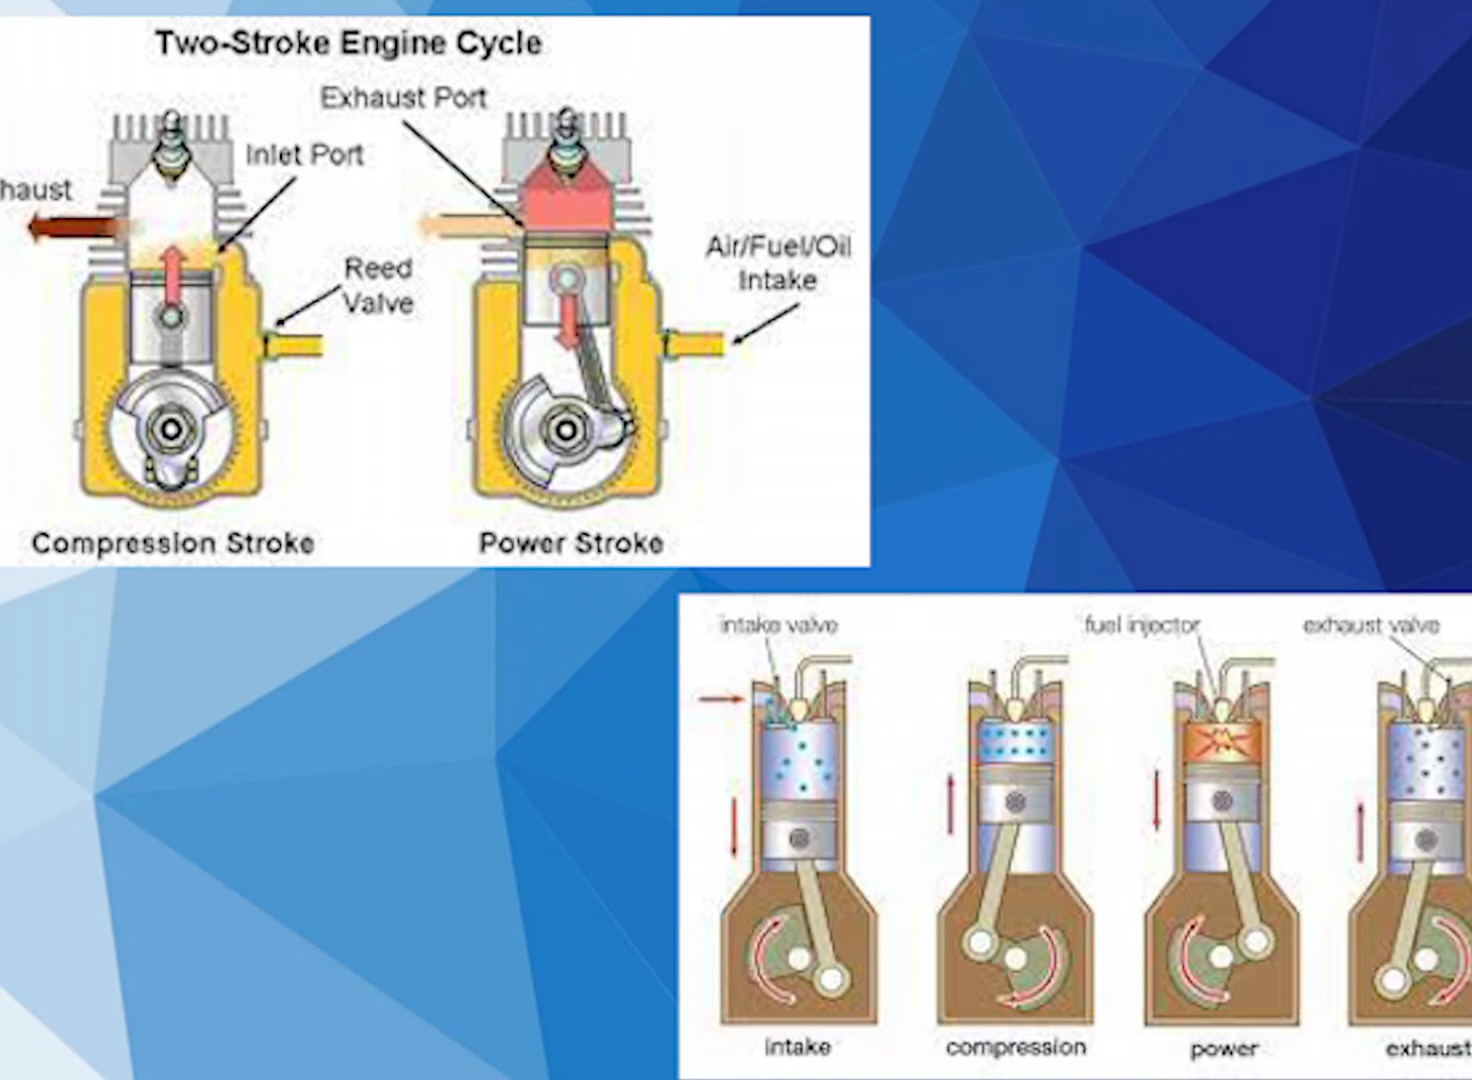 Two-Stroke Engine Cycle
Exhaust Port
Inlet Port
haust
Reed
Valve
Air/Fuel/Oil
Intake
Compression Stroke
Power Stroke
intake valve
fuel injector
exhaust valve
intake
compression
power
exhaust